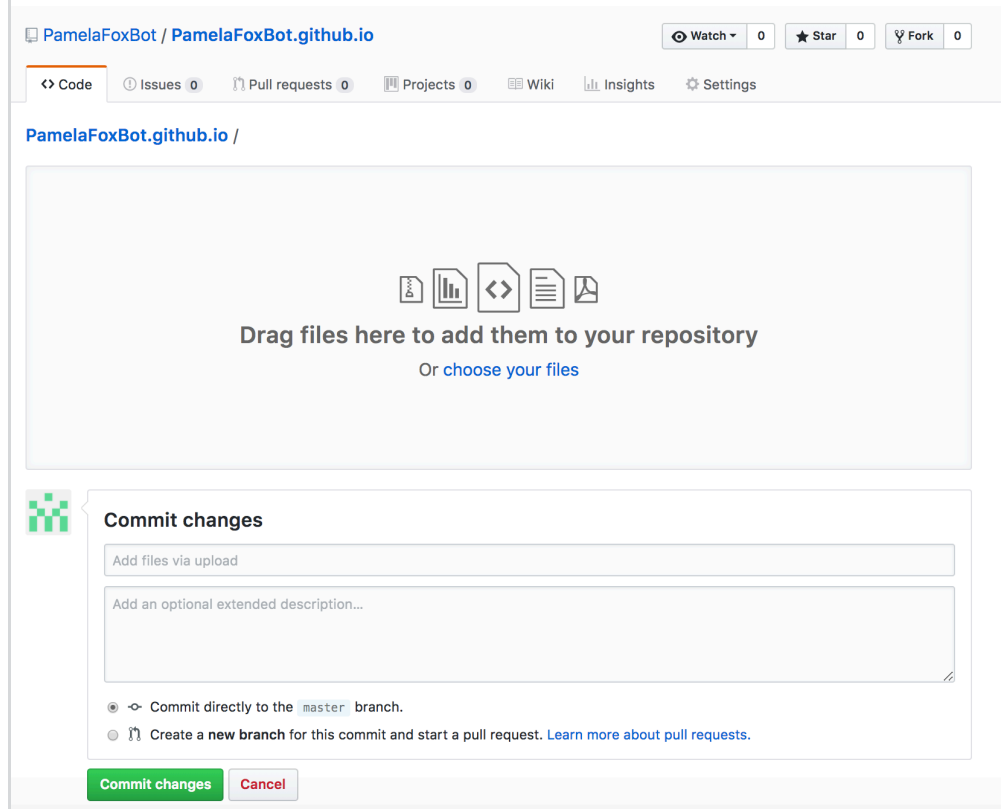 PamelaFoxBot / PamelaFoxBot.github.io Watch 0 Star 0 Fork 0
Code Issues 0 Pull requests 0 Projects 0 Wiki Insights Settings
PamelaFoxBot.github.io /
Drag files here to add them to your repository
Or choose your files
Commit changes
Add files via upload
Add an optional extended description…
Commit directly to the master branch.
Create a new branch for this commit and start a pull request. Learn more about pull requests.
Commit changes Cancel